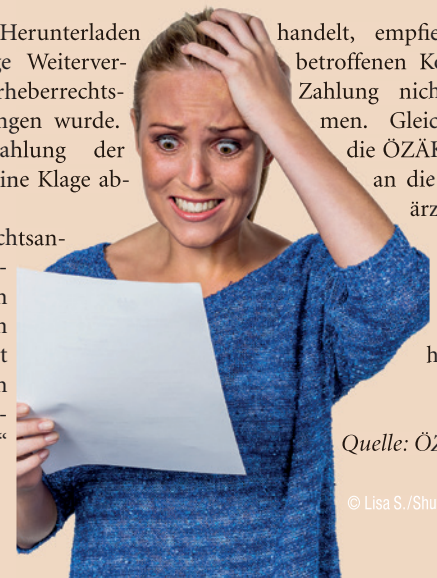 Herunterladen
ge Weiterver-
rheberrechts-
ngen wurde.
ahlung der
ine Klage ab-
chtsan-
-
n
n
t
n
-
“
handelt, empfie
betroffenen Ko
Zahlung nich
men. Gleic
die ÖZÄK
an die
ärz
h
Quelle: ÖZ
© Lisa S./Shu